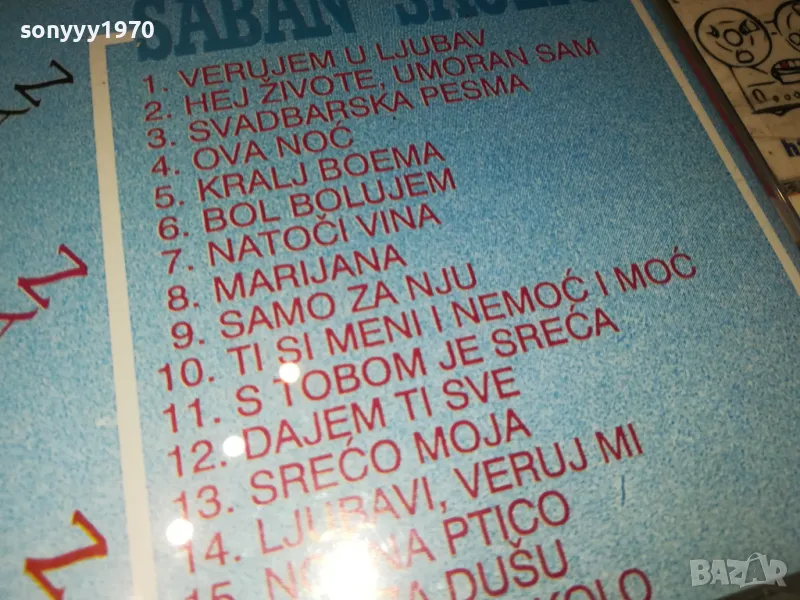 sonyyy1970
SABAN
1. VERUJEM U LJUBAV
2. HEJ ŽIVOTE, UMORAN SAM
3. SVADBARSKA PESMA
4. OVA NOĆ
5. KRALJ BOEMA
6. BOL BOLUJEM
7. NATOČI VINA
8. MARIJANA
9. SAMO ZA NJU
10. TI SI MENI I NEMOĆ I MOĆ
11. S TOBOM JE SREĆA
12. DAJEM TI SVE
13. SREĆO MOJA
14. LJUBAVI, VERUJ MI
15. PTICO
DUŠU
KOLO
BAZAR